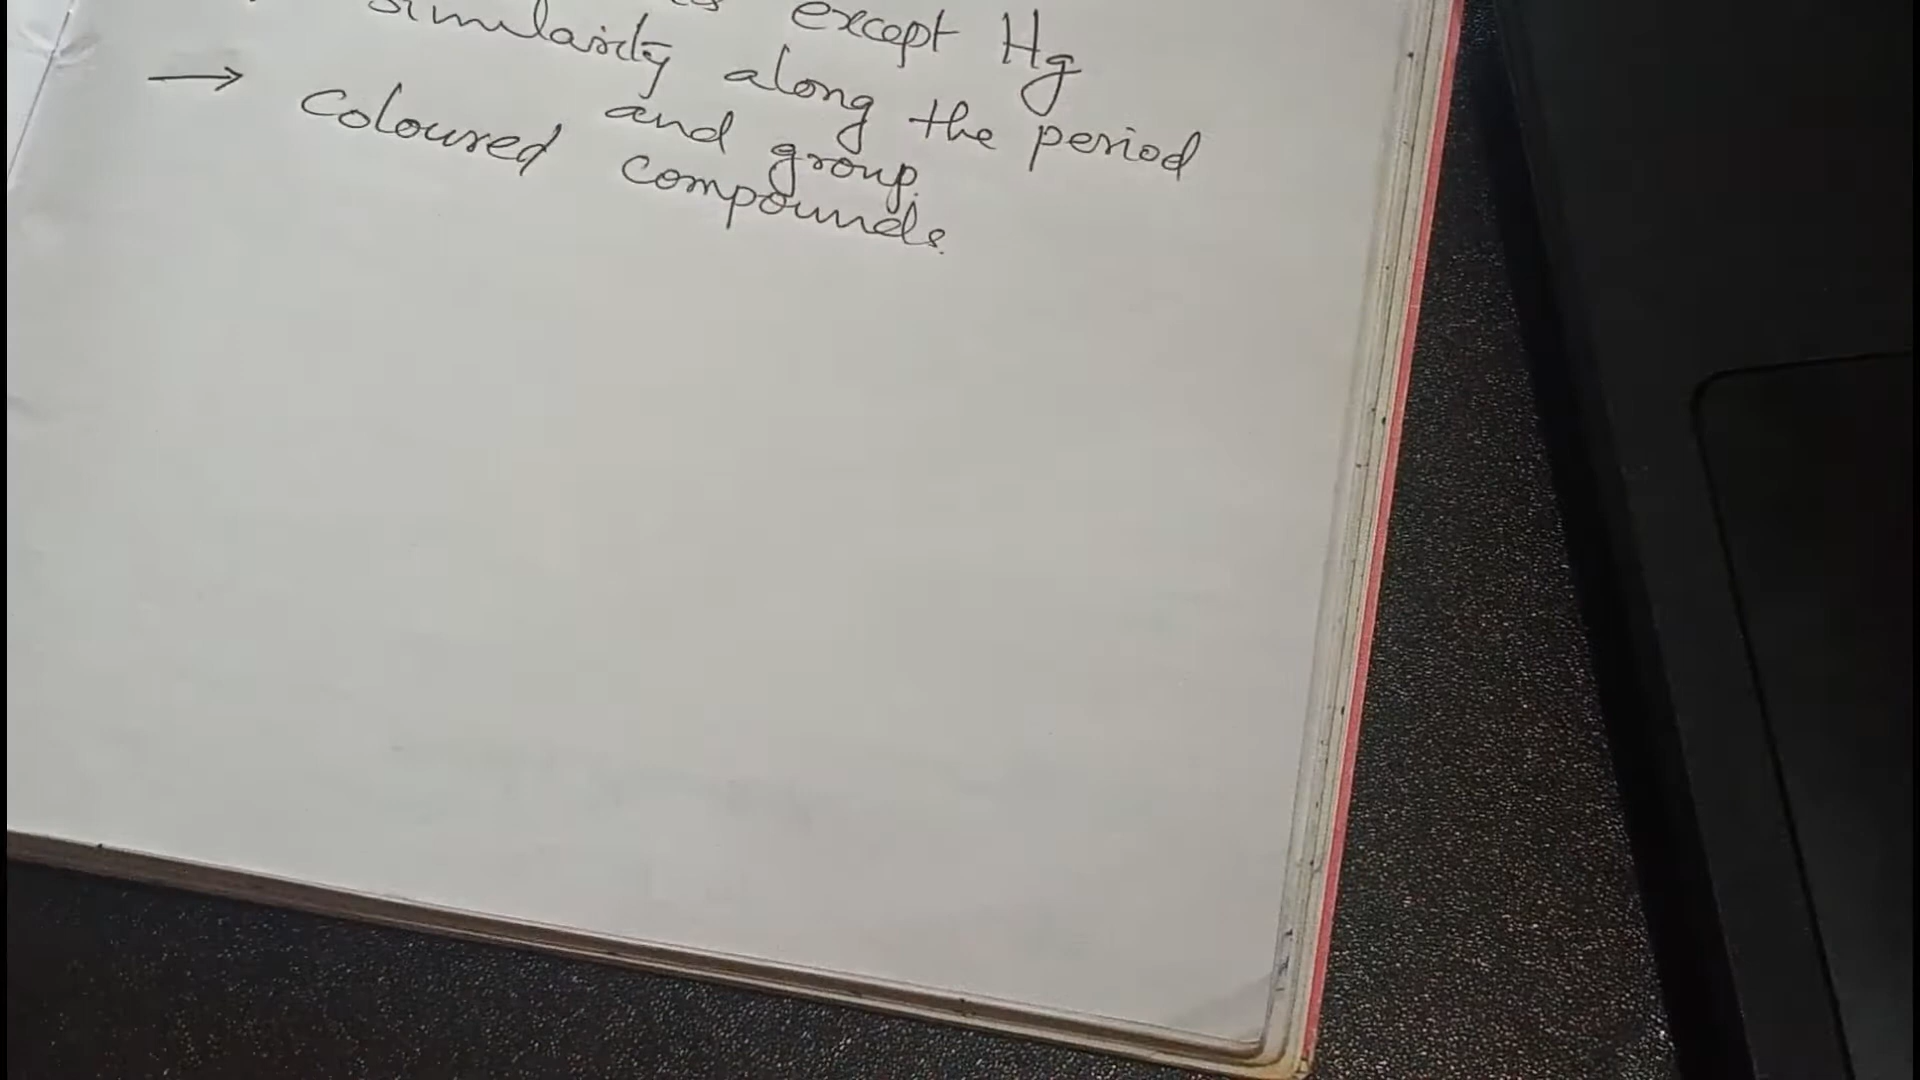 except Hg
similarity along the period
and group.
→ coloured compounds.